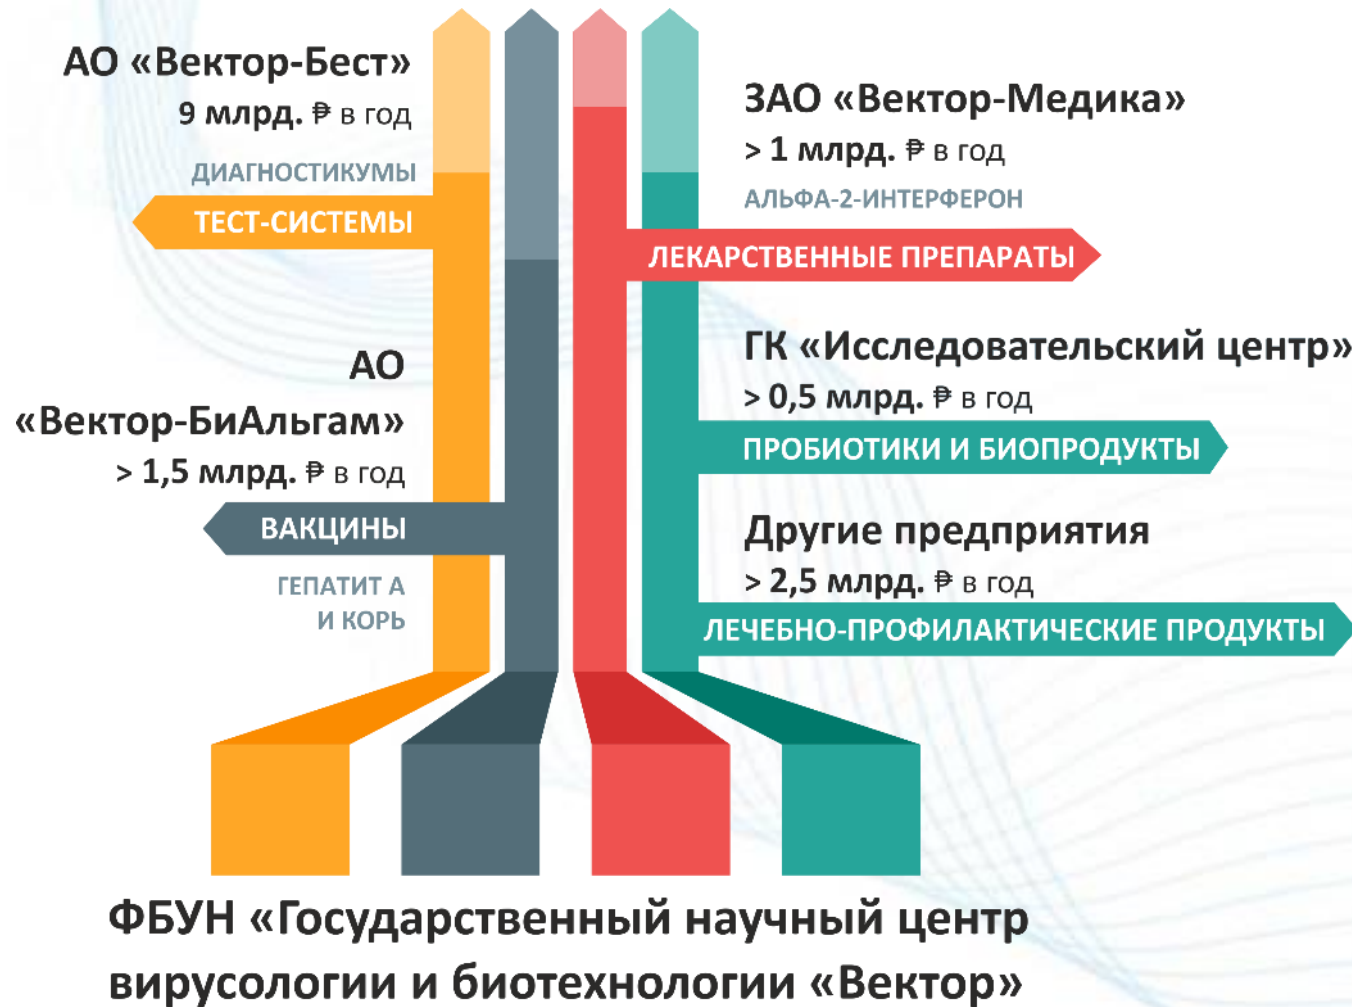 АО «Вектор-Бест»
9 млрд. ₽ в год
ДИАГНОСТИКУМЫ
ТЕСТ-СИСТЕМЫ
АО
«Вектор-БиАльгам»
> 1,5 млрд. ₽ в год
ВАКЦИНЫ
ГЕПАТИТ А
И КОРЬ
ЗАО «Вектор-Медика»
> 1 млрд. ₽ в год
АЛЬФА-2-ИНТЕРФЕРОН
ЛЕКАРСТВЕННЫЕ ПРЕПАРАТЫ
ГК «Исследовательский центр»
> 0,5 млрд. ₽ в год
ПРОБИОТИКИ И БИОПРОДУКТЫ
Другие предприятия
> 2,5 млрд. ₽ в год
ЛЕЧЕБНО-ПРОФИЛАКТИЧЕСКИЕ ПРОДУКТЫ
ФБУН «Государственный научный центр
вирусологии и биотехнологии «Вектор»